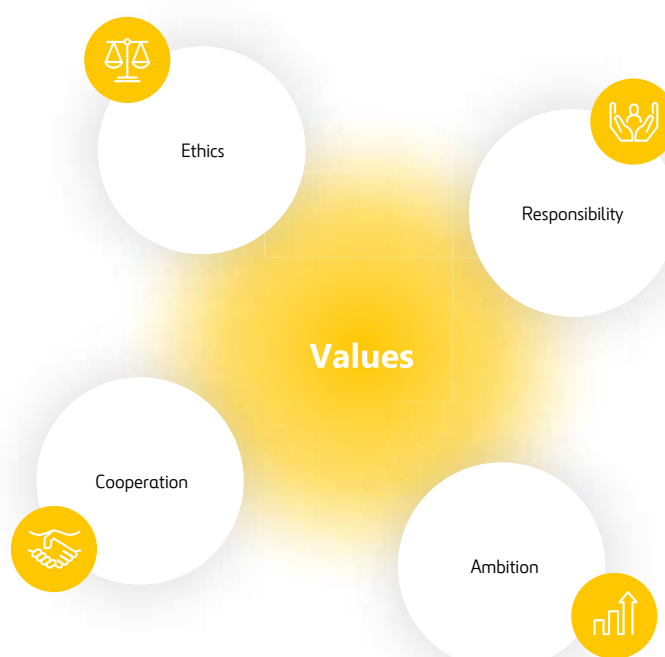 Ethics
Responsibility
Values
Cooperation
Ambition